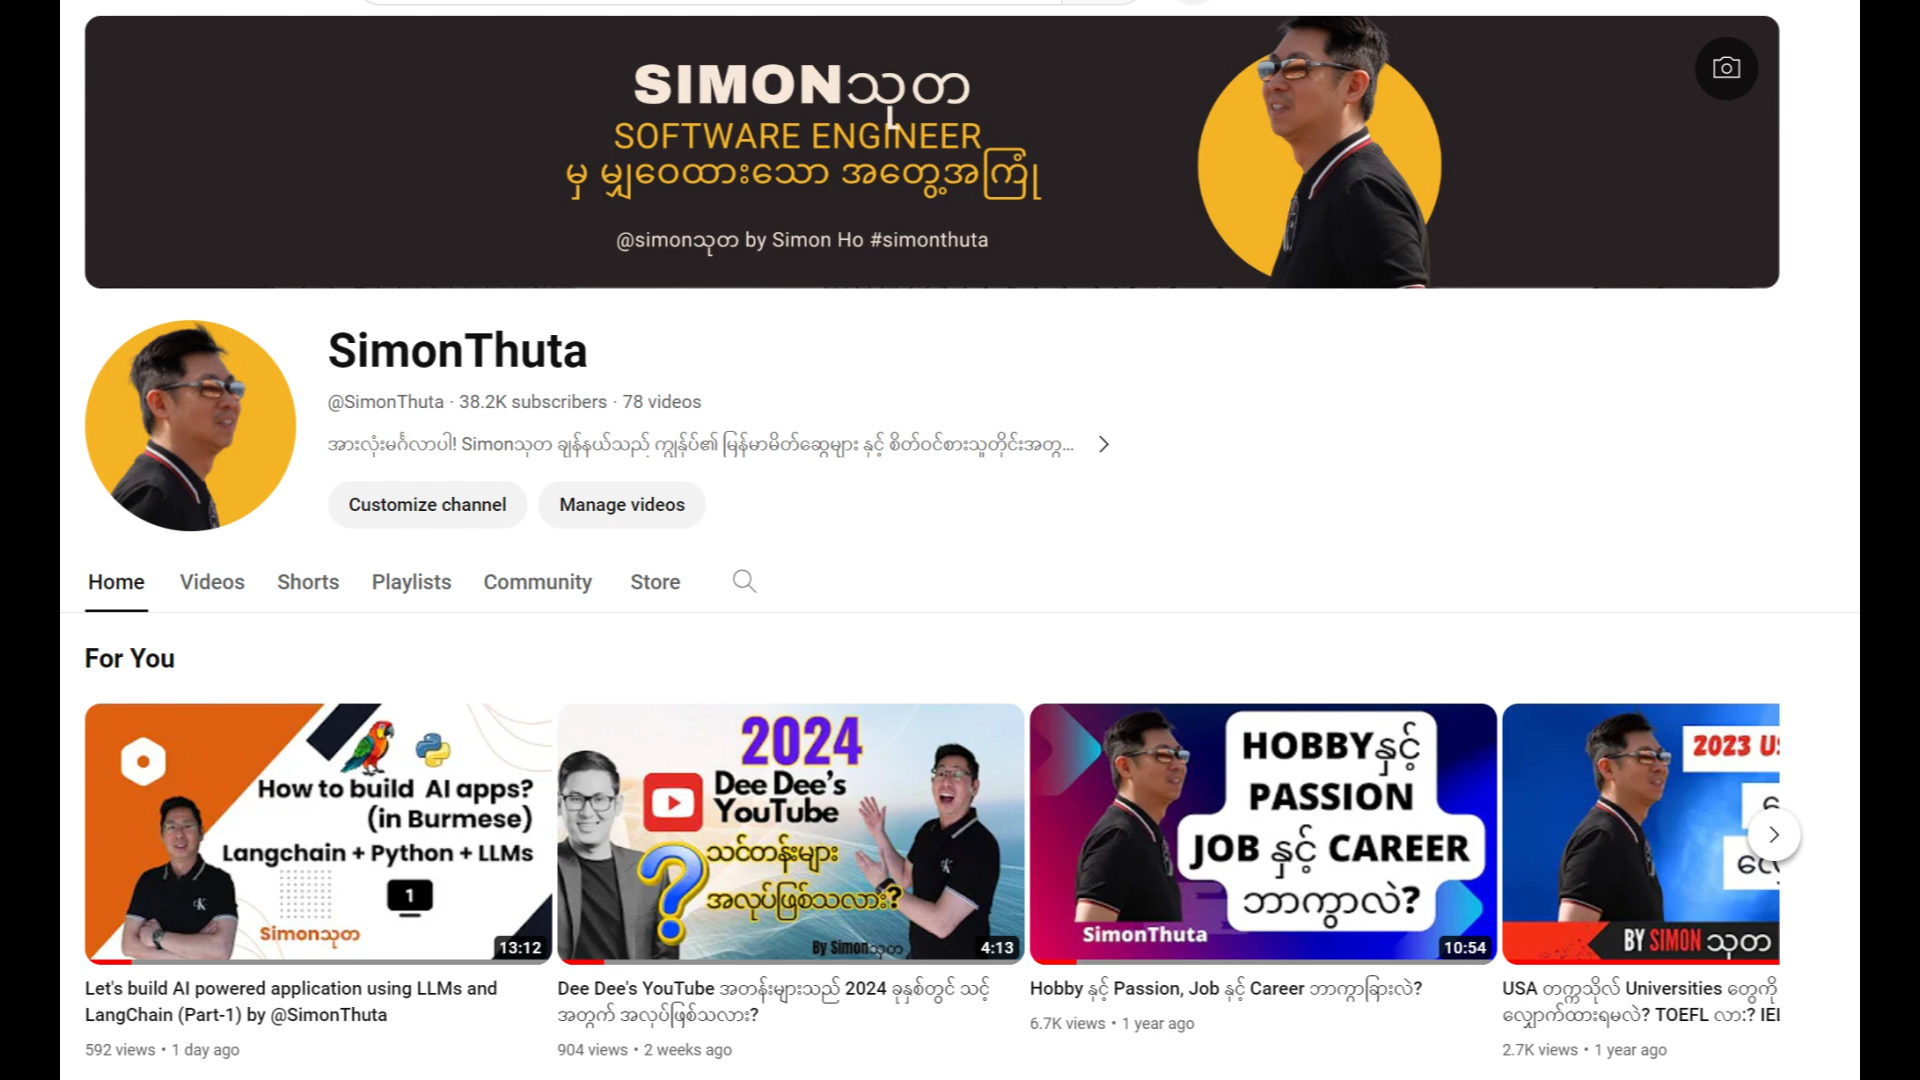 SIMONသုတ
SOFTWARE ENGINEER
မှ မျှဝေထားသော အတွေ့အကြုံ
@simonသုတ by Simon Ho #simonthuta
SimonThuta
@SimonThuta · 38.2K subscribers · 78 videos
အားလုံးမင်္ဂလာပါ! Simonသုတ ချန်နယ်သည် ကျွန်ုပ်၏ မြန်မာမိတ်ဆွေများ နှင့် စိတ်ဝင်စားသူတိုင်းအတွ...
Customize channel
Manage videos
Home
Videos
Shorts
Playlists
Community
Store
For You
How to build AI apps?
(in Burmese)
Langchain + Python + LLMs
1
Simonသုတ
13:12
Let's build AI powered application using LLMs and
LangChain (Part-1) by @SimonThuta
592 views • 1 day ago
2024
Dee Dee's
YouTube
သင်တန်းများ
အလုပ်ဖြစ်သလား?
By Simonသုတ
4:13
Dee Dee's YouTube အတန်းများသည် 2024 ခုနှစ်တွင် သင့်
အတွက် အလုပ်ဖြစ်သလား?
904 views • 2 weeks ago
HOBBYနှင့်
PASSION
JOB နှင့် CAREER
ဘာကွာလဲ?
SimonThuta
10:54
Hobby နှင့် Passion, Job နှင့် Career ဘာကွာခြားလဲ?
6.7K views • 1 year ago
2023
BY SIMON သုတ
USA တက္ကသိုလ် Universities တွေကို
လျှောက်ထားရမလဲ? TOEFL လား?
2.7K views • 1 year ago